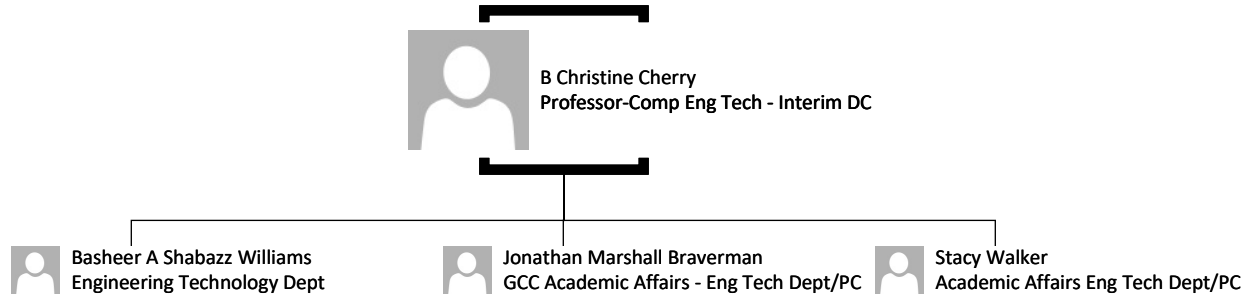 B Christine Cherry
Professor-Comp Eng Tech - Interim DC
Basheer A Shabazz Williams
Engineering Technology Dept
Jonathan Marshall Braverman
GCC Academic Affairs - Eng Tech Dept/PC
Stacy Walker
Academic Affairs Eng Tech Dept/PC